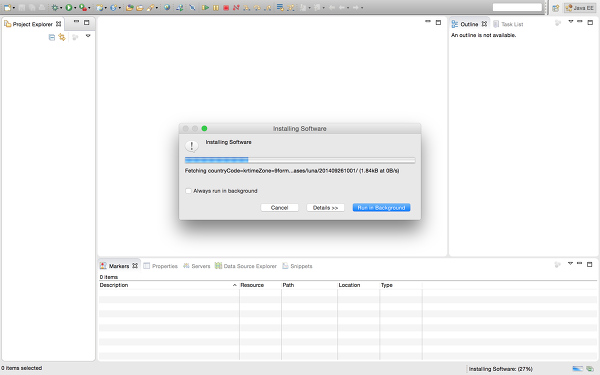 Java EE
Project Explorer
Outline
Task List
An outline is not available.
Installing Software
Installing Software
Fetching countryCode=krtimeZone=9form...ases/luna/201409261001/ (1.84kB at 0B/s)
Always run in background
Cancel
Details >>
Run in Background
Markers
Properties
Servers
Data Source Explorer
Snippets
0 items
Description
Resource
Path
Location
Type
0 items selected
Installing Software: (27%)